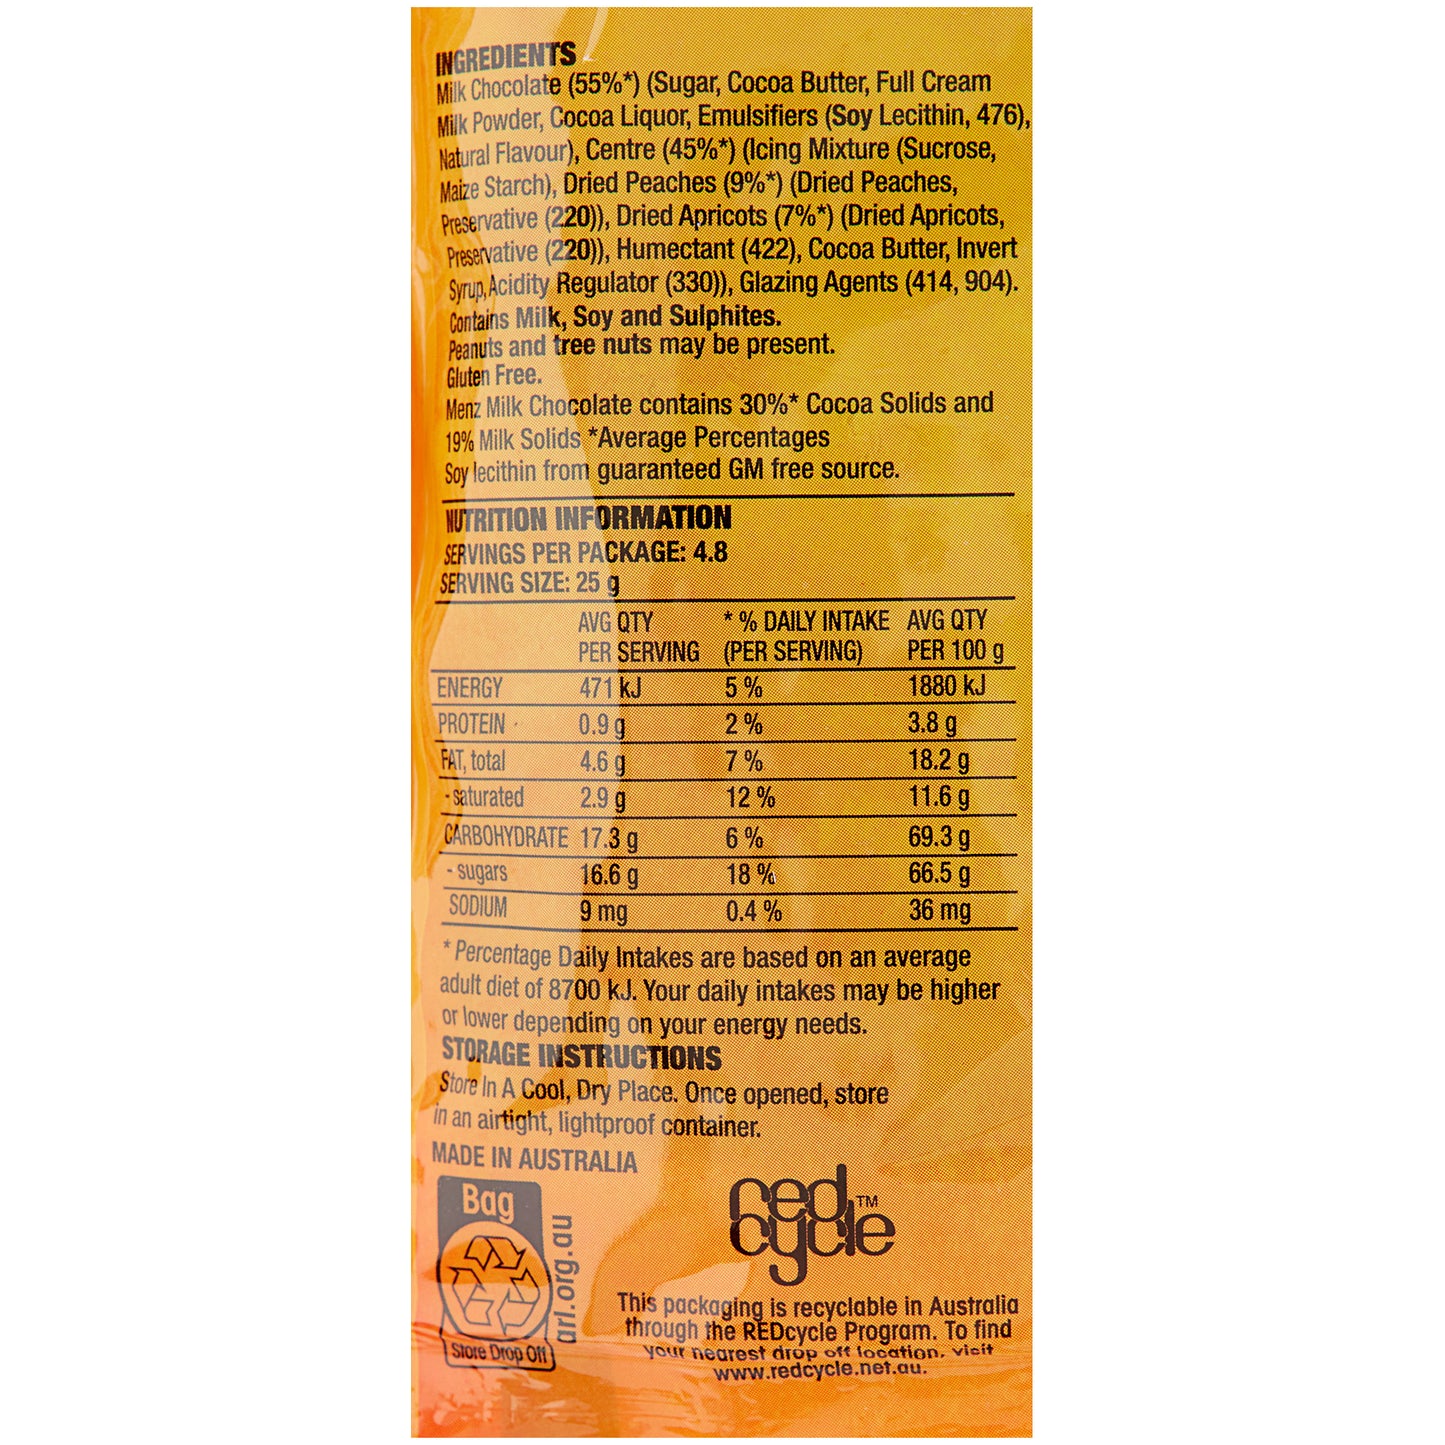 INGREDIENTS
Milk Chocolate (55%*) (Sugar, Cocoa Butter, Full Cream
Milk Powder, Cocoa Liquor, Emulsifiers (Soy Lecithin, 476),
Natural Flavour), Centre (45%*) (Icing Mixture (Sucrose,
Maize Starch), Dried Peaches (9%*) (Dried Peaches,
Preservative (220)), Dried Apricots (7%*) (Dried Apricots,
Preservative (220)), Humectant (422), Cocoa Butter, Invert
Syrup, Acidity Regulator (330)), Glazing Agents (414, 904).
Contains Milk, Soy and Sulphites.
Peanuts and tree nuts may be present.
Gluten Free.
Menz Milk Chocolate contains 30%* Cocoa Solids and
19% Milk Solids *Average Percentages
Soy lecithin from guaranteed GM free source.
NUTRITION INFORMATION
SERVINGS PER PACKAGE: 4.8
SERVING SIZE: 25 g
AVG QTY * % DAILY INTAKE AVG QTY
PER SERVING (PER SERVING) PER 100 g
ENERGY 471 kJ 5 % 1880 kJ
PROTEIN 0.9 g 2 % 3.8 g
FAT, total 4.6 g 7 % 18.2 g
- saturated 2.9 g 12 % 11.6 g
CARBOHYDRATE 17.3 g 6 % 69.3 g
- sugars 16.6 g 18 % 66.5 g
SODIUM 9 mg 0.4 % 36 mg
* Percentage Daily Intakes are based on an average
adult diet of 8700 kJ. Your daily intakes may be higher
or lower depending on your energy needs.
STORAGE INSTRUCTIONS
Store In A Cool, Dry Place. Once opened, store
in an airtight, lightproof container.
MADE IN AUSTRALIA
Bag
arl.org.au
Store Drop Off
red
cycle™
This packaging is recyclable in Australia
through the REDcycle Program. To find
your nearest drop off location, visit
www.redcycle.net.au.